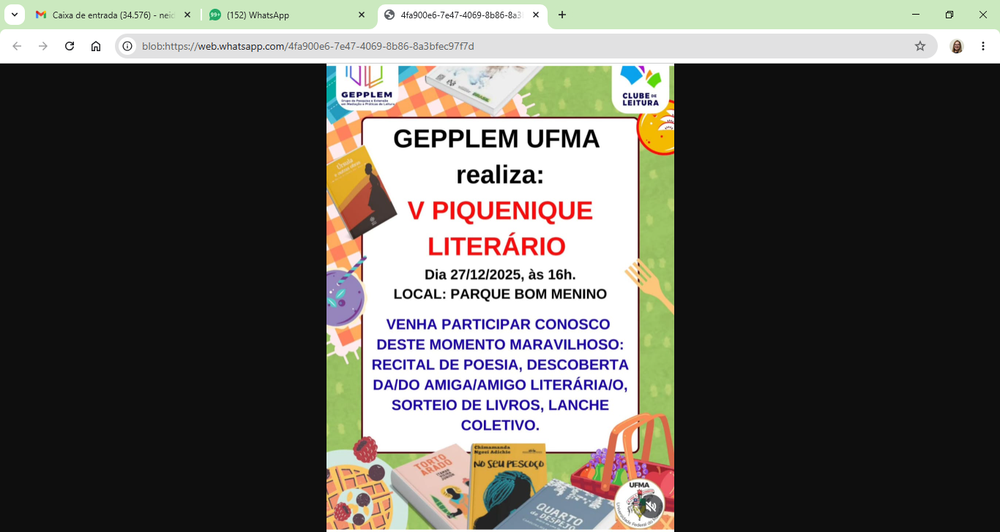 Caixa de entrada (34.576) - neid
99+
(152) WhatsApp
4fa900e6-7e47-4069-8b86-8a3
blob:https://web.whatsapp.com/4fa900e6-7e47-4069-8b86-8a3bfec97f7d
GEPPLEM
Grupo de Pesquisa e Extensão
em Mediação e Práticas de Leitura
BRASIL
CLUBE DE
LEITURA
GEPPLEM UFMA
realiza:
V PIQUENIQUE
LITERÁRIO
Dia 27/12/2025, às 16h.
LOCAL: PARQUE BOM MENINO
VENHA PARTICIPAR CONOSCO
DESTE MOMENTO MARAVILHOSO:
RECITAL DE POESIA, DESCOBERTA
DA/DO AMIGA/AMIGO LITERÁRIA/O,
SORTEIO DE LIVROS, LANCHE
COLETIVO.
Úrsula
e outras obras
TORTO
ARADO
ITAMAR
VIEIRA
JUNIOR
Chimamanda
Ngozi Adichie
NO SEU PESCOÇO
QUARTO
de DESPEJO
UFMA
Universidade Federal do